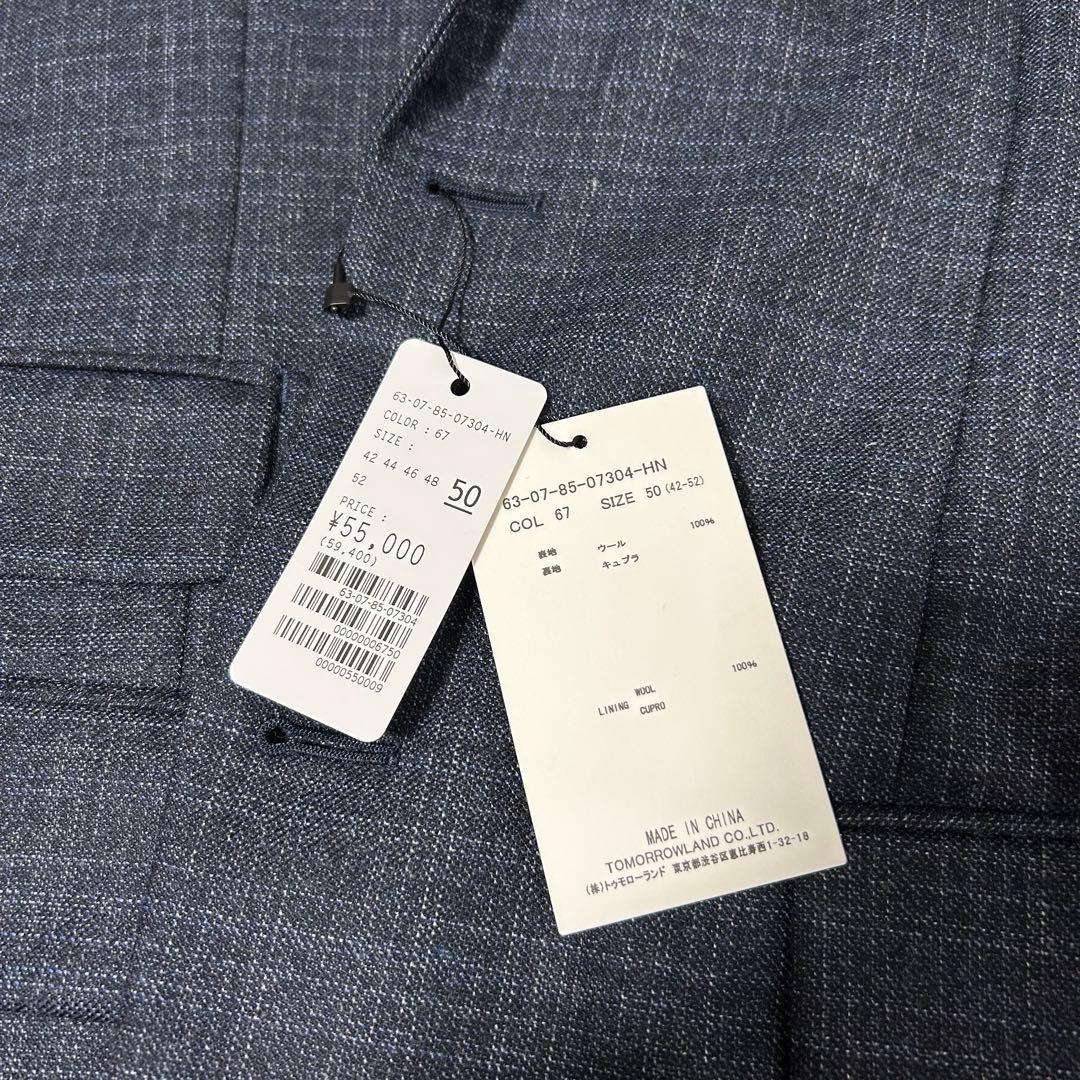 63-07-85-07304-HN
COLOR : 67
SIZE :
42 44 46 48 50
52
PRICE :
¥55,000
(59,400)
63-07-85-07304
00000006750
00000550009
63-07-85-07304-HN
COL 67 SIZE 50 (42-52)
100%
表地 ウール
裏地 キュプラ
100%
WOOL
LINING CUPRO
MADE IN CHINA
TOMORROWLAND CO.,LTD.
(株)トゥモローランド 東京都渋谷区恵比寿西1-32-18